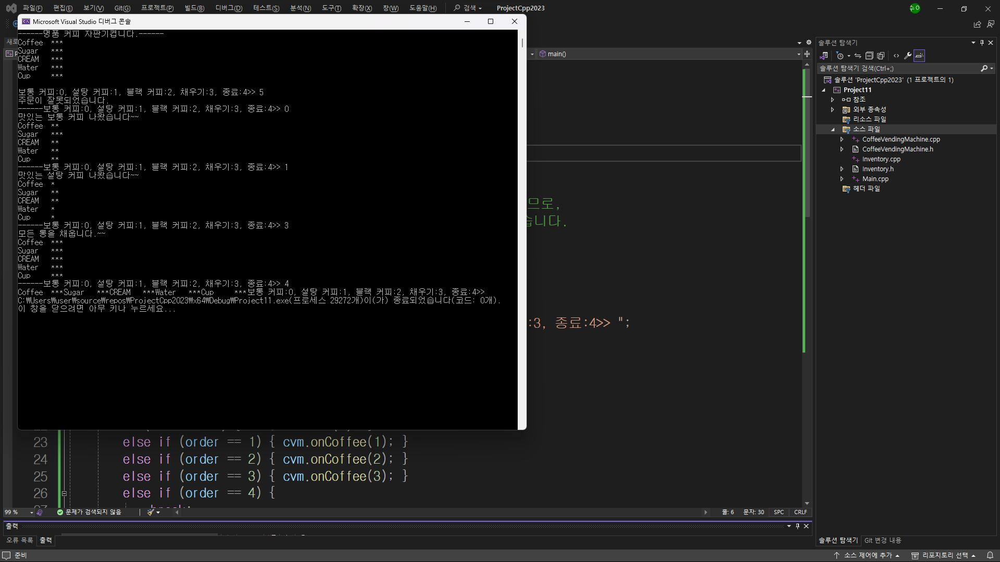 파일(F) 편집(E) 보기(V) Git(G) 프로젝트(P) 빌드(B) 디버그(D) 테스트(S) 분석(N) 도구(T) 확장(X) 창(W) 도움말(H) 검색 ProjectCpp2023 수O
Microsoft Visual Studio 디버그 콘솔
------명품 커피 자판기켭니다.------
Coffee ***
Sugar ***
CREAM ***
Water ***
Cup ***
보통 커피:0, 설탕 커피:1, 블랙 커피:2, 채우기:3, 종료:4>> 5
주문이 잘못되었습니다.
------보통 커피:0, 설탕 커피:1, 블랙 커피:2, 채우기:3, 종료:4>> 0
맛있는 보통 커피 나왔습니다~~
Coffee **
Sugar ***
CREAM **
Water **
Cup **
------보통 커피:0, 설탕 커피:1, 블랙 커피:2, 채우기:3, 종료:4>> 1
맛있는 설탕 커피 나왔습니다~~
Coffee *
Sugar **
CREAM **
Water *
Cup *
------보통 커피:0, 설탕 커피:1, 블랙 커피:2, 채우기:3, 종료:4>> 3
모든 통을 채웁니다.~~
Coffee ***
Sugar ***
CREAM ***
Water ***
Cup ***
------보통 커피:0, 설탕 커피:1, 블랙 커피:2, 채우기:3, 종료:4>> 4
Coffee ***Sugar ***CREAM ***Water ***Cup ***보통 커피:0, 설탕 커피:1, 블랙 커피:2, 채우기:3, 종료:4>>
C:₩Users₩user₩source₩repos₩ProjectCpp2023₩x64₩Debug₩Project11.exe(프로세스 29272개)이(가) 종료되었습니다(코드: 0개).
이 창을 닫으려면 아무 키나 누르세요...
새로
main()
므로,
습니다.
:3, 종료:4>> ";
23 else if (order == 1) { cvm.onCoffee(1); }
24 else if (order == 2) { cvm.onCoffee(2); }
25 else if (order == 3) { cvm.onCoffee(3); }
26 else if (order == 4) {
27 break;
99 % 문제가 검색되지 않음 줄: 6 문자: 30 SPC CRLF
출력
오류 목록 출력
솔루션 탐색기
솔루션 탐색기 검색(Ctrl+;)
솔루션 'ProjectCpp2023' (1 프로젝트의 1)
Project11
참조
외부 종속성
리소스 파일
소스 파일
CoffeeVendingMachine.cpp
CoffeeVendingMachine.h
Inventory.cpp
Inventory.h
Main.cpp
헤더 파일
솔루션 탐색기 Git 변경 내용
준비 소스 제어에 추가 리포지토리 선택